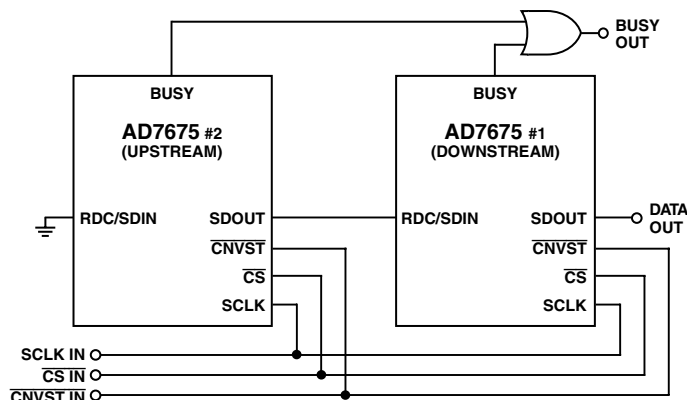 BUSY
OUT
BUSY
BUSY
AD7675 #2
(UPSTREAM)
AD7675 #1
(DOWNSTREAM)
RDC/SDIN
SDOUT
RDC/SDIN
SDOUT
DATA
OUT
CNVST
CNVST
CS
CS
SCLK
SCLK
SCLK IN
CS IN
CNVST IN